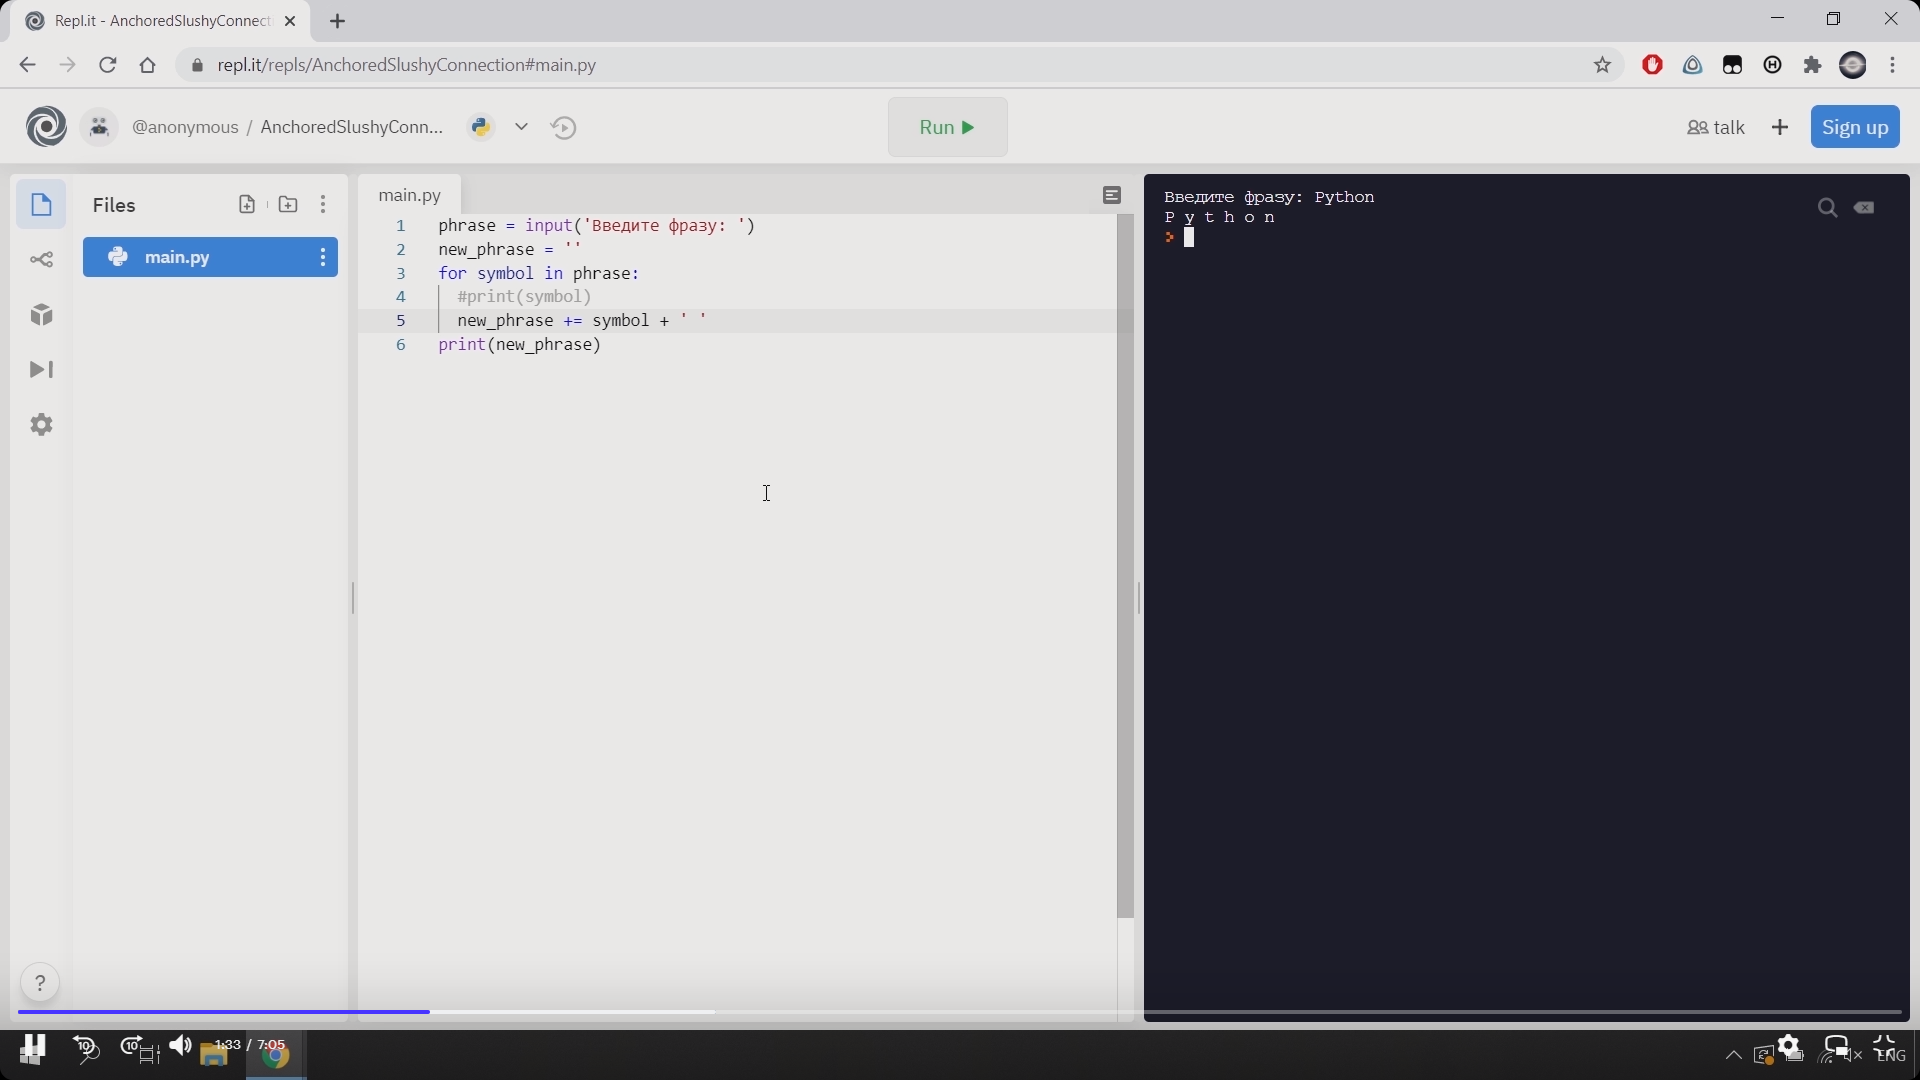 Repl.it - AnchoredSlushyConnect
repl.it/repls/AnchoredSlushyConnection#main.py
@anonymous / AnchoredSlushyConn...
Run
talk
Sign up
Files
main.py
main.py
1 phrase = input('Введите фразу: ')
2 new_phrase = ''
3 for symbol in phrase:
4 #print(symbol)
5 new_phrase += symbol + ' '
6 print(new_phrase)
Введите фразу: Python
P y t h o n
?
10
10
1:33 / 7:05
ENG